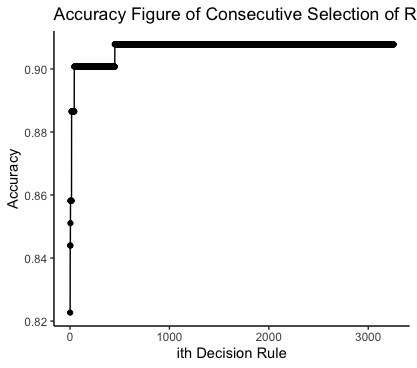 Accuracy Figure of Consecutive Selection of R
0.90
0.88
0.86
0.84
0.82
Accuracy
0 1000 2000 3000
ith Decision Rule